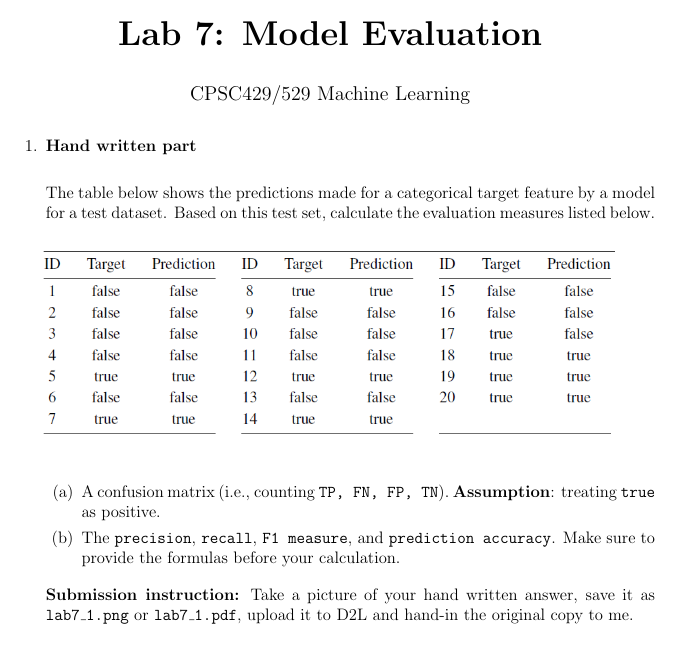 Lab 7: Model Evaluation
CPSC429/529 Machine Learning
1. Hand written part
The table below shows the predictions made for a categorical target feature by a model
for a test dataset. Based on this test set, calculate the evaluation measures listed below.
ID Target Prediction ID Target Prediction ID Target Prediction
1 false false 8 true true 15 false false
2 false false 9 false false 16 false false
3 false false 10 false false 17 true false
4 false false 11 false false 18 true true
5 true true 12 true true 19 true true
6 false false 13 false false 20 true true
7 true true 14 true true
(a) A confusion matrix (i.e., counting TP, FN, FP, TN). Assumption: treating true
as positive.
(b) The precision, recall, F1 measure, and prediction accuracy. Make sure to
provide the formulas before your calculation.
Submission instruction: Take a picture of your hand written answer, save it as
lab7_1.png or lab7_1.pdf, upload it to D2L and hand-in the original copy to me.